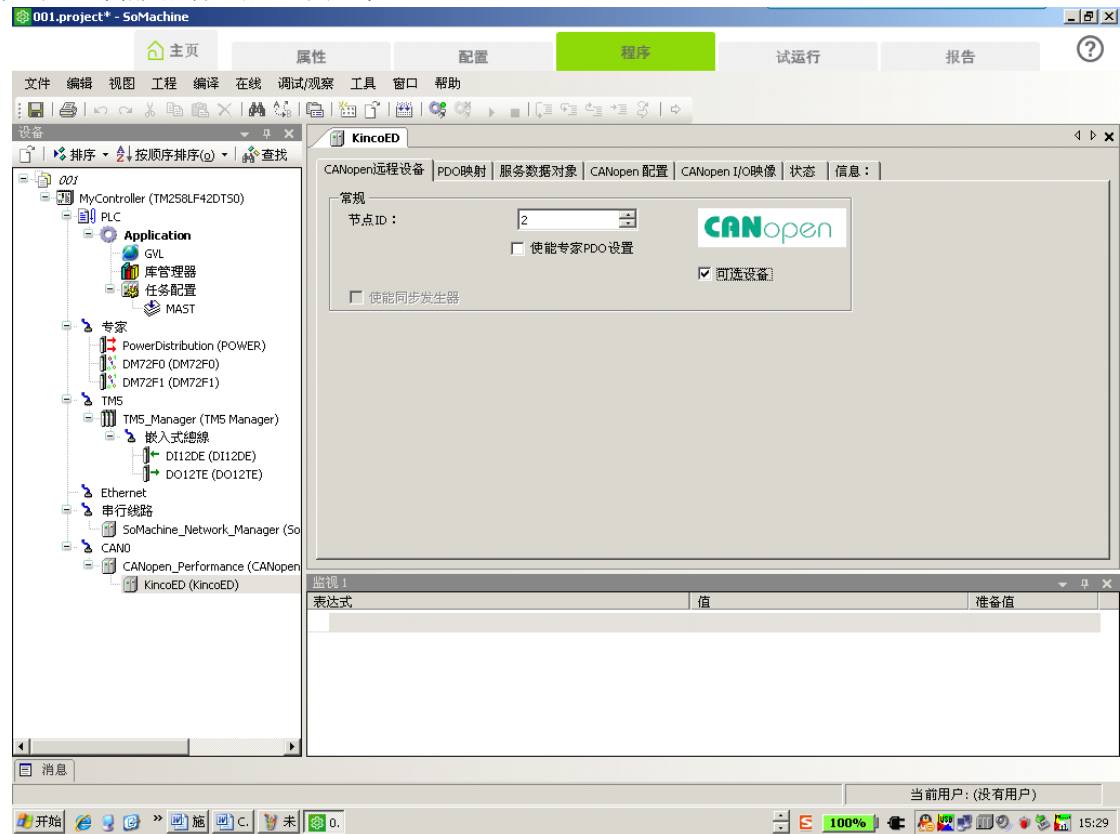 001.project* - SoMachine
主页
属性
配置
程序
试运行
报告
文件 编辑 视图 工程 编译 在线 调试/观察 工具 窗口 帮助
设备
排序 按顺序排序(o) 查找
001
MyController (TM258LF42DT50)
PLC
Application
GVL
库管理器
任务配置
MAST
专家
PowerDistribution (POWER)
DM72F0 (DM72F0)
DM72F1 (DM72F1)
TM5
TM5_Manager (TM5 Manager)
嵌入式總線
DI12DE (DI12DE)
DO12TE (DO12TE)
Ethernet
串行线路
SoMachine_Network_Manager (So
CAN0
CANopen_Performance (CANopen
KincoED (KincoED)
KincoED
CANopen远程设备 PDO映射 服务数据对象 CANopen 配置 CANopen I/O映像 状态 信息：
常规
节点ID： 2
CANopen
使能专家PDO设置
可选设备
使能同步发生器
监视 1
表达式 值 准备值
消息
当前用户: (没有用户)
开始 » 施 C. 未 0. 100% 15:29